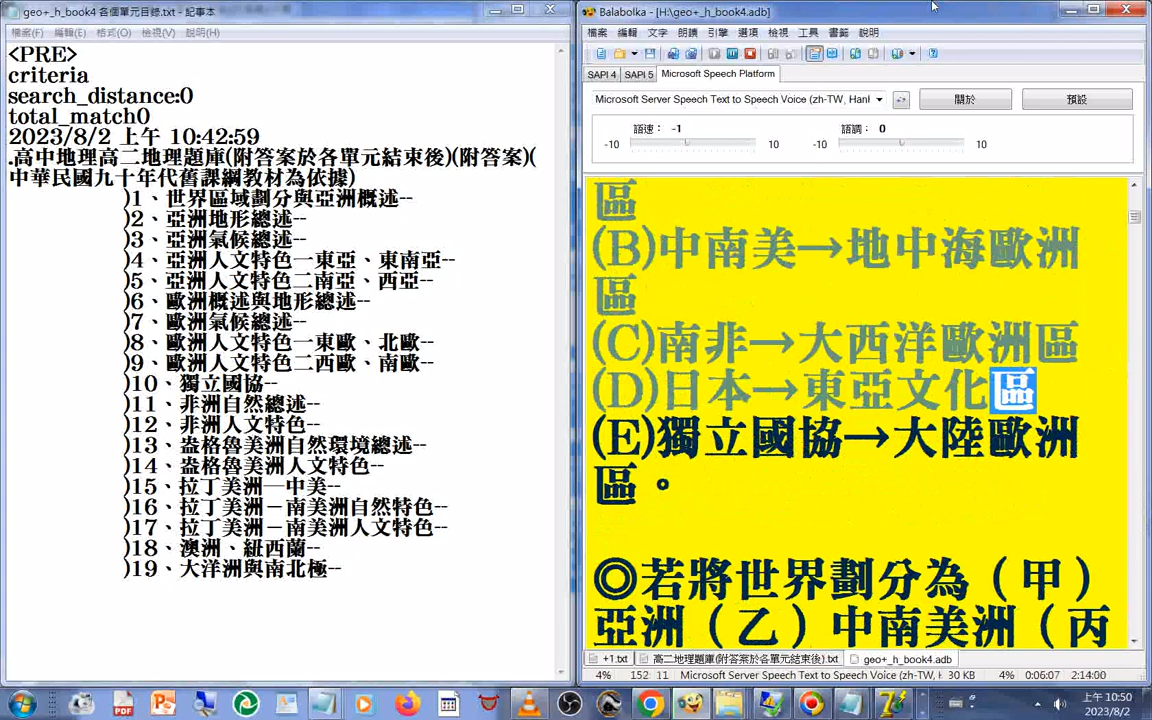 geo+_h_book4 各個單元目錄.txt - 記事本
檔案(F) 編輯(E) 格式(O) 檢視(V) 說明(H)
<PRE>
criteria
search_distance:0
total_match0
2023/8/2 上午 10:42:59
.高中地理高二地理題庫(附答案於各單元結束後)(附答案)(
中華民國九十年代舊課綱教材為依據)
)1、世界區域劃分與亞洲概述--
)2、亞洲地形總述--
)3、亞洲氣候總述--
)4、亞洲人文特色一東亞、東南亞--
)5、亞洲人文特色二南亞、西亞--
)6、歐洲概述與地形總述--
)7、歐洲氣候總述--
)8、歐洲人文特色一東歐、北歐--
)9、歐洲人文特色二西歐、南歐--
)10、獨立國協--
)11、非洲自然總述--
)12、非洲人文特色--
)13、盎格魯美洲自然環境總述--
)14、盎格魯美洲人文特色--
)15、拉丁美洲—中美--
)16、拉丁美洲－南美洲自然特色--
)17、拉丁美洲－南美洲人文特色--
)18、澳洲、紐西蘭--
)19、大洋洲與南北極--
Balabolka - [H:\geo+_h_book4.adb]
檔案 編輯 文字 朗讀 引擎 選項 檢視 工具 書籤 說明
SAPI 4 SAPI 5 Microsoft Speech Platform
Microsoft Server Speech Text to Speech Voice (zh-TW, Hanl
關於 預設
語速： -1 語調： 0
-10 10 -10 10
區
(B)中南美→地中海歐洲
區
(C)南非→大西洋歐洲區
(D)日本→東亞文化區
(E)獨立國協→大陸歐洲
區。
◎若將世界劃分為（甲）
亞洲（乙）中南美洲（丙
+1.txt 高二地理題庫(附答案於各單元結束後).txt geo+_h_book4.adb
4% 152 11 Microsoft Server Speech Text to Speech Voice (zh-TW, H 30 KB 4% 0:06:07 2:14:00
上午 10:50
2023/8/2